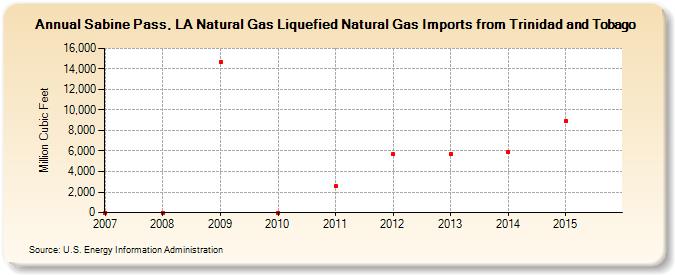 Annual Sabine Pass, LA Natural Gas Liquefied Natural Gas Imports from Trinidad and Tobago
Million Cubic Feet
16,000
14,000
12,000
10,000
8,000
6,000
4,000
2,000
0
2007 2008 2009 2010 2011 2012 2013 2014 2015
Source: U.S. Energy Information Administration